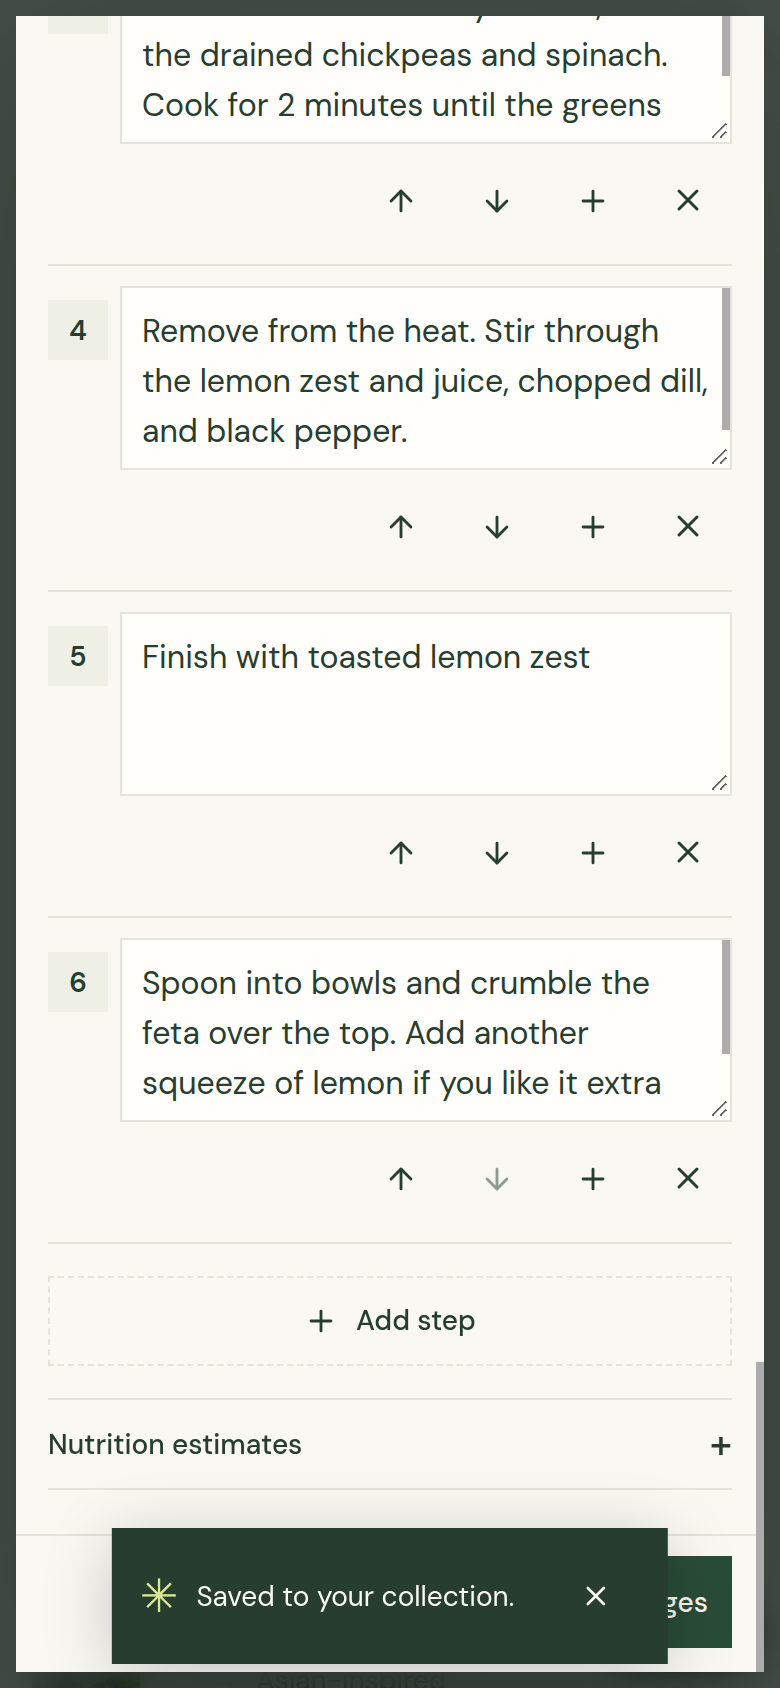 the drained chickpeas and spinach.
Cook for 2 minutes until the greens
4
Remove from the heat. Stir through
the lemon zest and juice, chopped dill,
and black pepper.
5
Finish with toasted lemon zest
6
Spoon into bowls and crumble the
feta over the top. Add another
squeeze of lemon if you like it extra
+ Add step
Nutrition estimates +
Saved to your collection.
ges
Asian-inspired